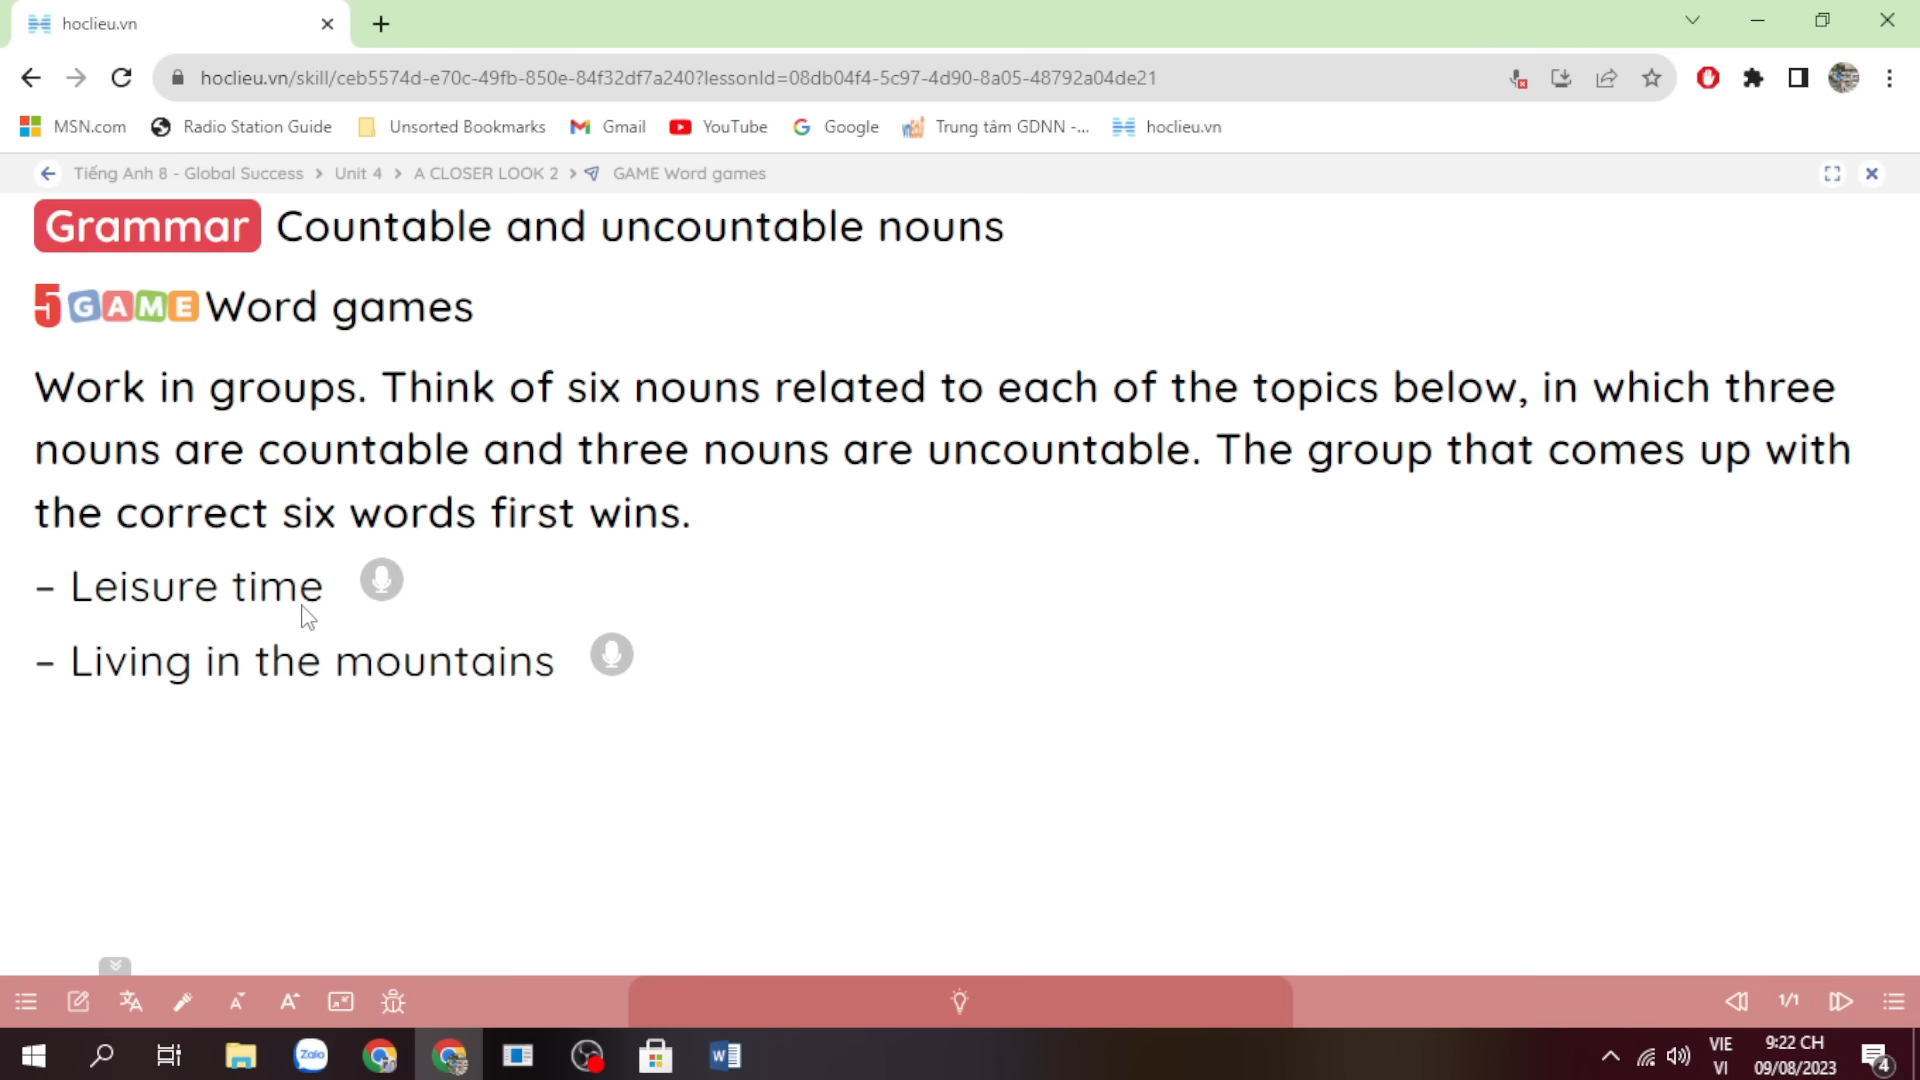 hoclieu.vn
hoclieu.vn/skill/ceb5574d-e70c-49fb-850e-84f32df7a240?lessonId=08db04f4-5c97-4d90-8a05-48792a04de21
MSN.com Radio Station Guide Unsorted Bookmarks Gmail YouTube Google Trung tâm GDNN -... hoclieu.vn
Tiếng Anh 8 - Global Success > Unit 4 > A CLOSER LOOK 2 > GAME Word games
Grammar Countable and uncountable nouns
5 GAME Word games
Work in groups. Think of six nouns related to each of the topics below, in which three
nouns are countable and three nouns are uncountable. The group that comes up with
the correct six words first wins.
– Leisure time
– Living in the mountains
1/1
Zalo
VIE 9:22 CH
VI 09/08/2023 4